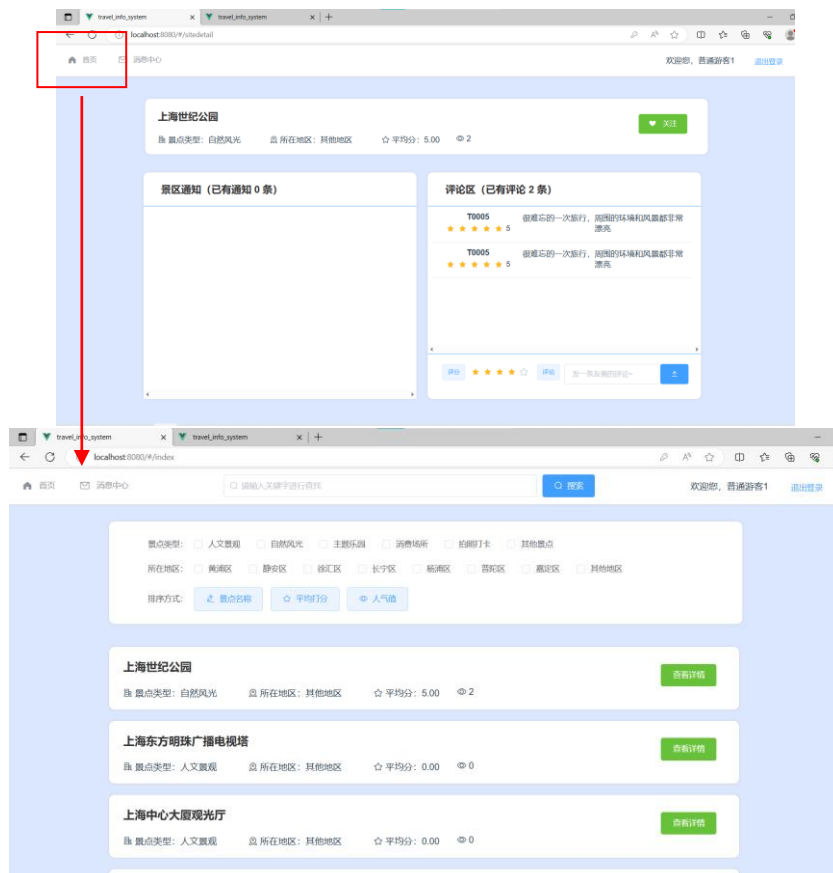 travel_info_system × travel_info_system × +
localhost:8080/#/sitedetail
首页 消息中心 欢迎您，普通游客1 退出登录
上海世纪公园
景点类型：自然风光 所在地区：其他地区 平均分：5.00 2
关注
景区通知（已有通知 0 条）
评论区（已有评论 2 条）
T0005 很难忘的一次旅行，周围的环境和风景都非常
5 漂亮
T0005 很难忘的一次旅行，周围的环境和风景都非常
5 漂亮
评分 评论 发一条友善的评论~
travel_info_system × travel_info_system × +
localhost:8080/#/index
首页 消息中心 请输入关键字进行查找 搜索 欢迎您，普通游客1 退出登录
景点类型： 人文景观 自然风光 主题乐园 消费场所 拍照打卡 其他景点
所在地区： 黄浦区 静安区 徐汇区 长宁区 杨浦区 普陀区 嘉定区 其他地区
排序方式： 景点名称 平均打分 人气值
上海世纪公园
查看详情
景点类型：自然风光 所在地区：其他地区 平均分：5.00 2
上海东方明珠广播电视塔
查看详情
景点类型：人文景观 所在地区：其他地区 平均分：0.00 0
上海中心大厦观光厅
查看详情
景点类型：人文景观 所在地区：其他地区 平均分：0.00 0